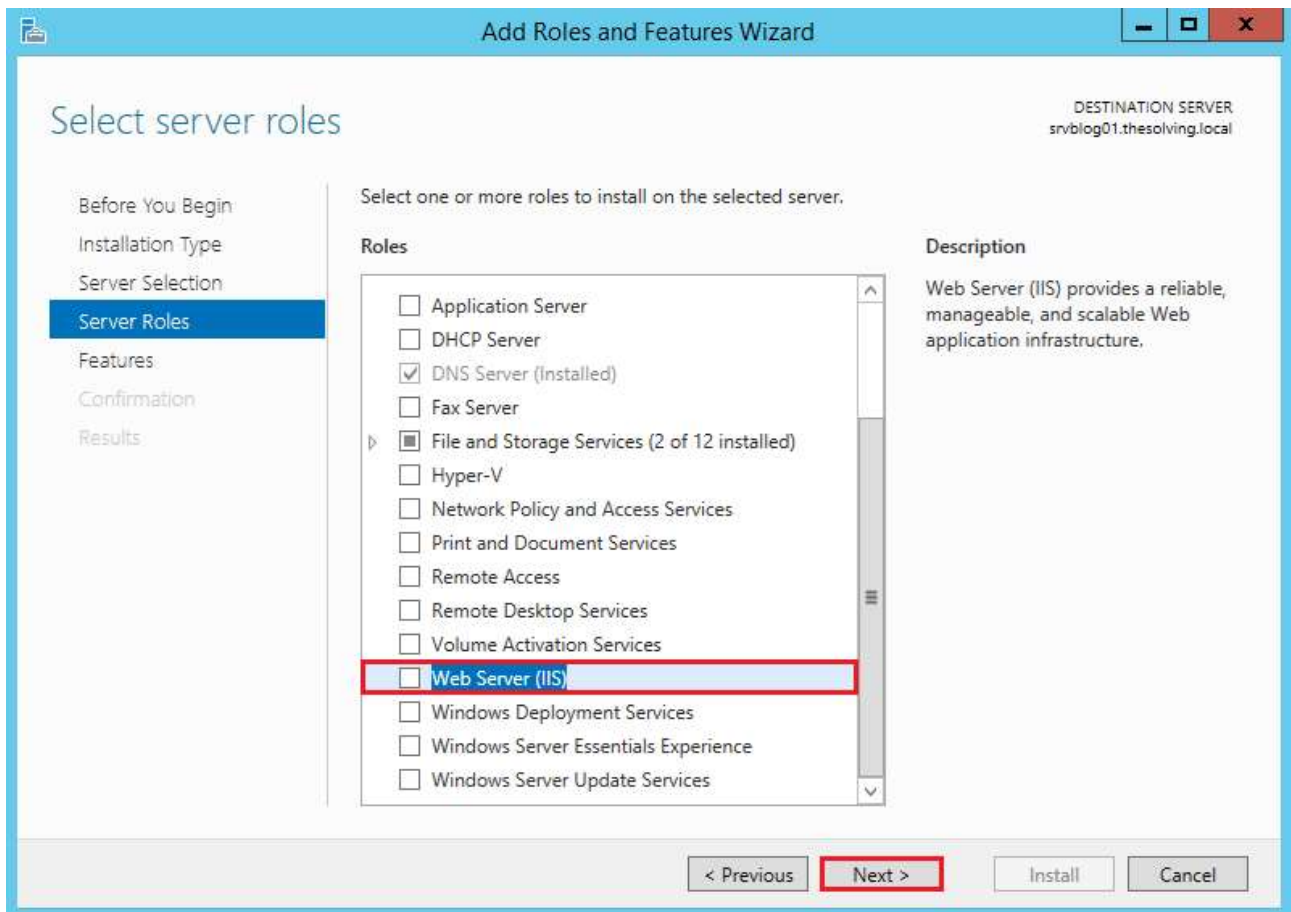 Add Roles and Features Wizard
Select server roles
DESTINATION SERVER
srvblog01.thesolving.local
Before You Begin
Installation Type
Server Selection
Server Roles
Features
Confirmation
Results
Select one or more roles to install on the selected server.
Roles
Application Server
DHCP Server
DNS Server (Installed)
Fax Server
File and Storage Services (2 of 12 installed)
Hyper-V
Network Policy and Access Services
Print and Document Services
Remote Access
Remote Desktop Services
Volume Activation Services
Web Server (IIS)
Windows Deployment Services
Windows Server Essentials Experience
Windows Server Update Services
Description
Web Server (IIS) provides a reliable,
manageable, and scalable Web
application infrastructure.
< Previous
Next >
Install
Cancel